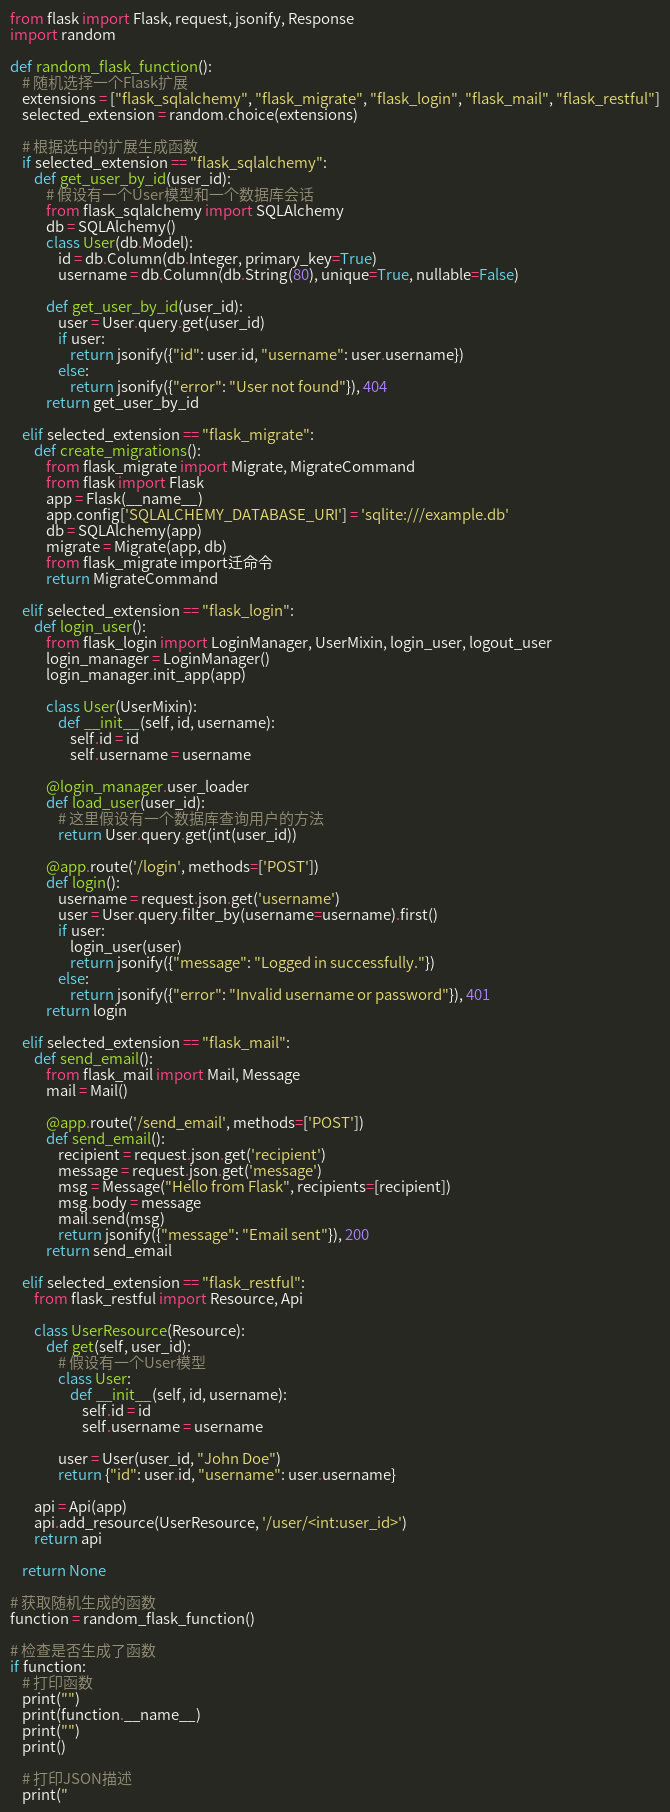 from flask import Flask, request, jsonify, Response
import random

def random_flask_function():
    # 随机选择一个Flask扩展
    extensions = ["flask_sqlalchemy", "flask_migrate", "flask_login", "flask_mail", "flask_restful"]
    selected_extension = random.choice(extensions)

    # 根据选中的扩展生成函数
    if selected_extension == "flask_sqlalchemy":
        def get_user_by_id(user_id):
            # 假设有一个User模型和一个数据库会话
            from flask_sqlalchemy import SQLAlchemy
            db = SQLAlchemy()
            class User(db.Model):
                id = db.Column(db.Integer, primary_key=True)
                username = db.Column(db.String(80), unique=True, nullable=False)

            def get_user_by_id(user_id):
                user = User.query.get(user_id)
                if user:
                    return jsonify({"id": user.id, "username": user.username})
                else:
                    return jsonify({"error": "User not found"}), 404
            return get_user_by_id

    elif selected_extension == "flask_migrate":
        def create_migrations():
            from flask_migrate import Migrate, MigrateCommand
            from flask import Flask
            app = Flask(__name__)
            app.config['SQLALCHEMY_DATABASE_URI'] = 'sqlite:///example.db'
            db = SQLAlchemy(app)
            migrate = Migrate(app, db)
            from flask_migrate import迁命令
            return MigrateCommand

    elif selected_extension == "flask_login":
        def login_user():
            from flask_login import LoginManager, UserMixin, login_user, logout_user
            login_manager = LoginManager()
            login_manager.init_app(app)

            class User(UserMixin):
                def __init__(self, id, username):
                    self.id = id
                    self.username = username

            @login_manager.user_loader
            def load_user(user_id):
                # 这里假设有一个数据库查询用户的方法
                return User.query.get(int(user_id))

            @app.route('/login', methods=['POST'])
            def login():
                username = request.json.get('username')
                user = User.query.filter_by(username=username).first()
                if user:
                    login_user(user)
                    return jsonify({"message": "Logged in successfully."})
                else:
                    return jsonify({"error": "Invalid username or password"}), 401
            return login

    elif selected_extension == "flask_mail":
        def send_email():
            from flask_mail import Mail, Message
            mail = Mail()

            @app.route('/send_email', methods=['POST'])
            def send_email():
                recipient = request.json.get('recipient')
                message = request.json.get('message')
                msg = Message("Hello from Flask", recipients=[recipient])
                msg.body = message
                mail.send(msg)
                return jsonify({"message": "Email sent"}), 200
            return send_email

    elif selected_extension == "flask_restful":
        from flask_restful import Resource, Api

        class UserResource(Resource):
            def get(self, user_id):
                # 假设有一个User模型
                class User:
                    def __init__(self, id, username):
                        self.id = id
                        self.username = username

                user = User(user_id, "John Doe")
                return {"id": user.id, "username": user.username}

        api = Api(app)
        api.add_resource(UserResource, '/user/<int:user_id>')
        return api

    return None

# 获取随机生成的函数
function = random_flask_function()

# 检查是否生成了函数
if function:
    # 打印函数
    print("")
    print(function.__name__)
    print("")
    print()

    # 打印JSON描述
    print("